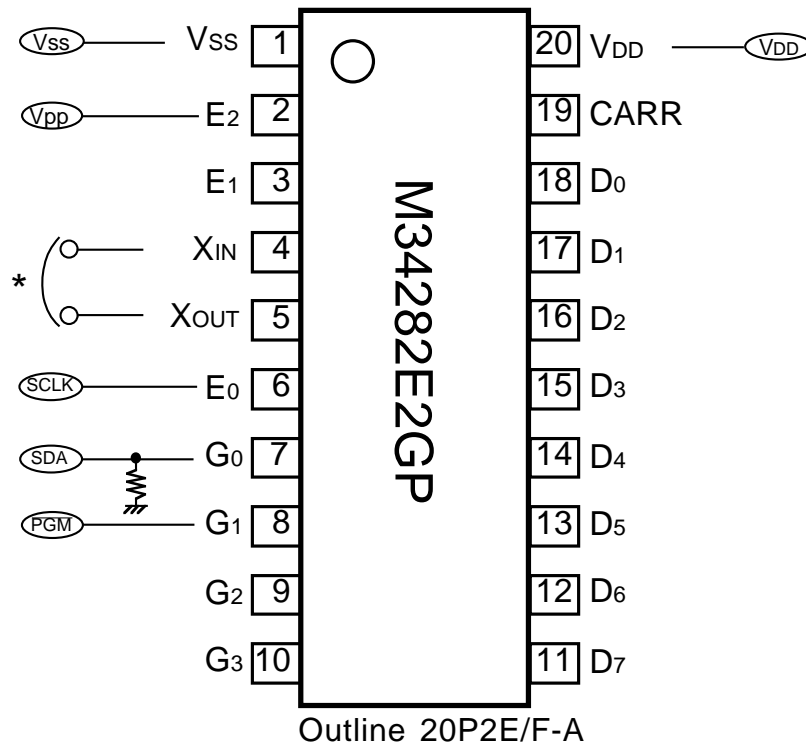 Vss VSS 1 20 VDD VDD
Vpp E2 2 19 CARR
E1 3 18 D0
XIN 4 17 D1
*
XOUT 5 16 D2
SCLK E0 6 15 D3
SDA G0 7 14 D4
PGM G1 8 13 D5
G2 9 12 D6
G3 10 11 D7
M34282E2GP
Outline 20P2E/F-A